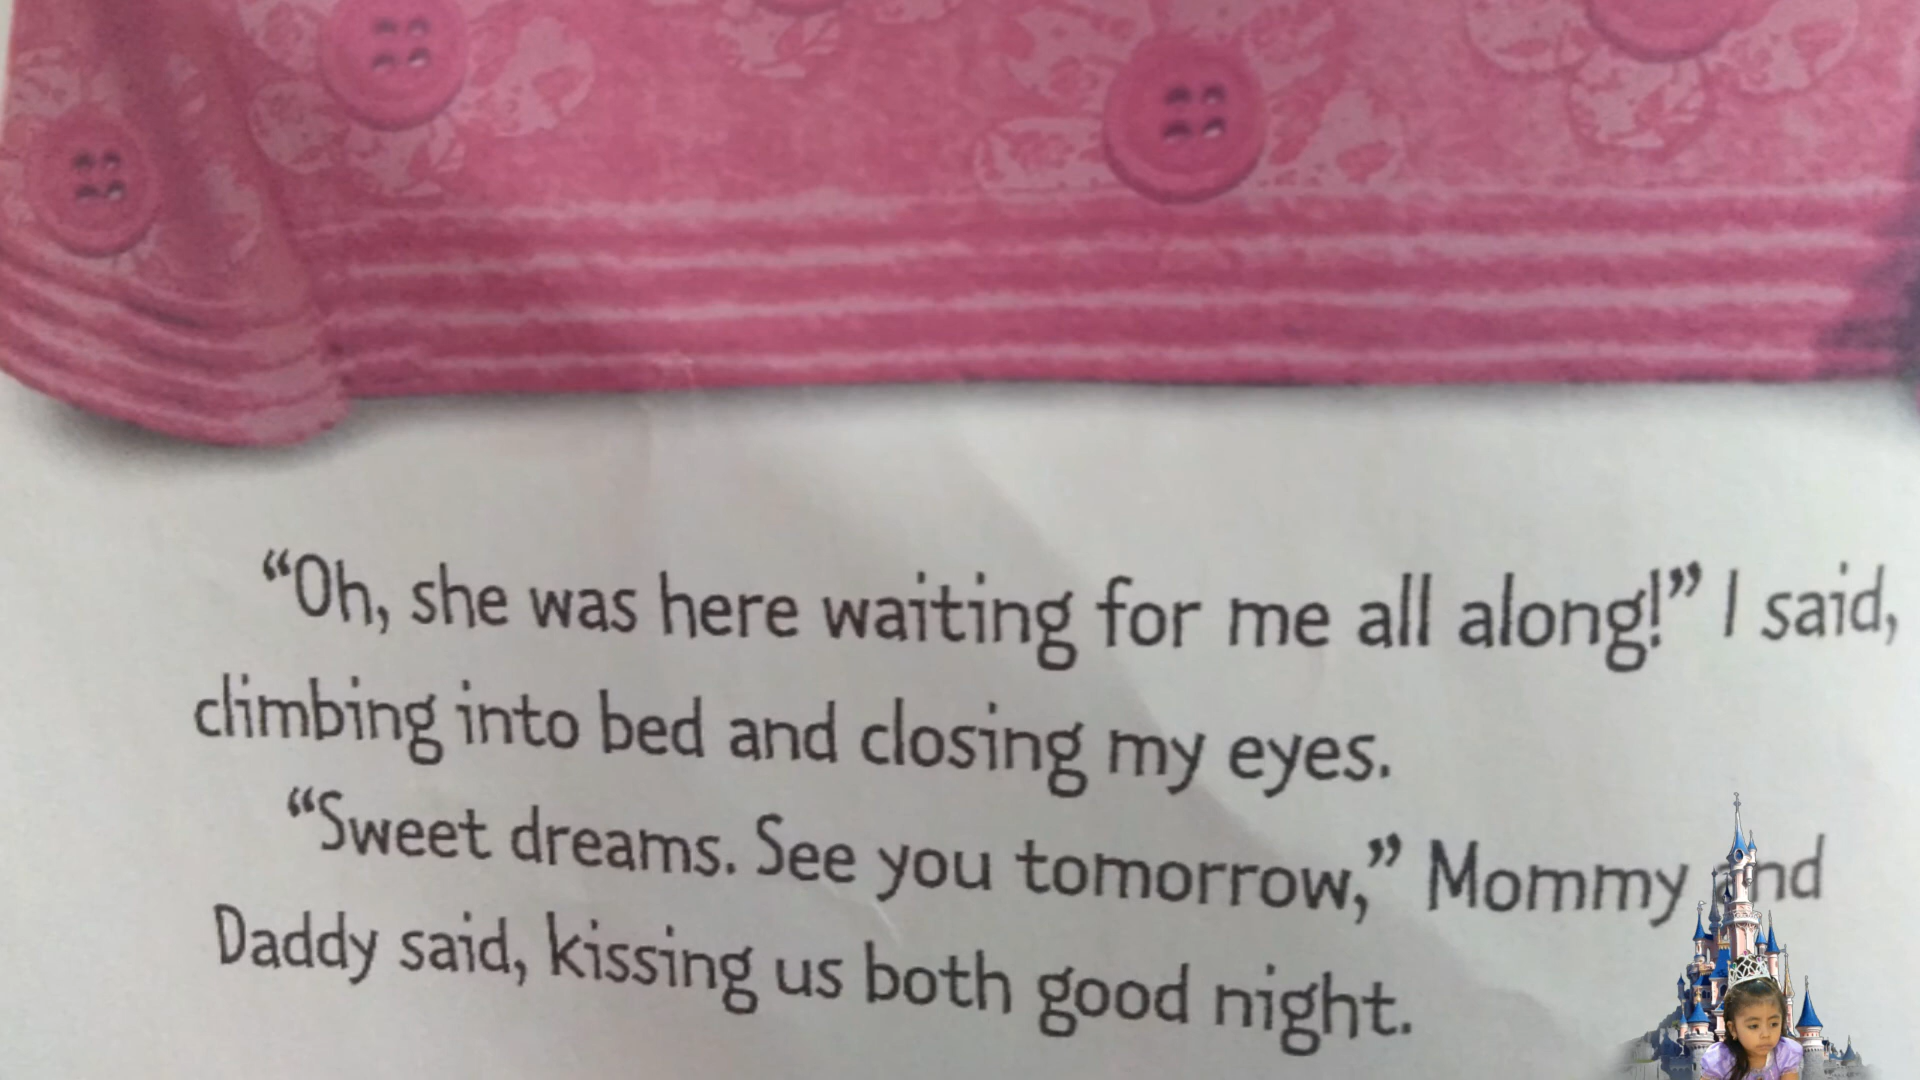 “Oh, she was here waiting for me all along!” I said,
climbing into bed and closing my eyes.
“Sweet dreams. See you tomorrow,” Mommy and
Daddy said, kissing us both good night.